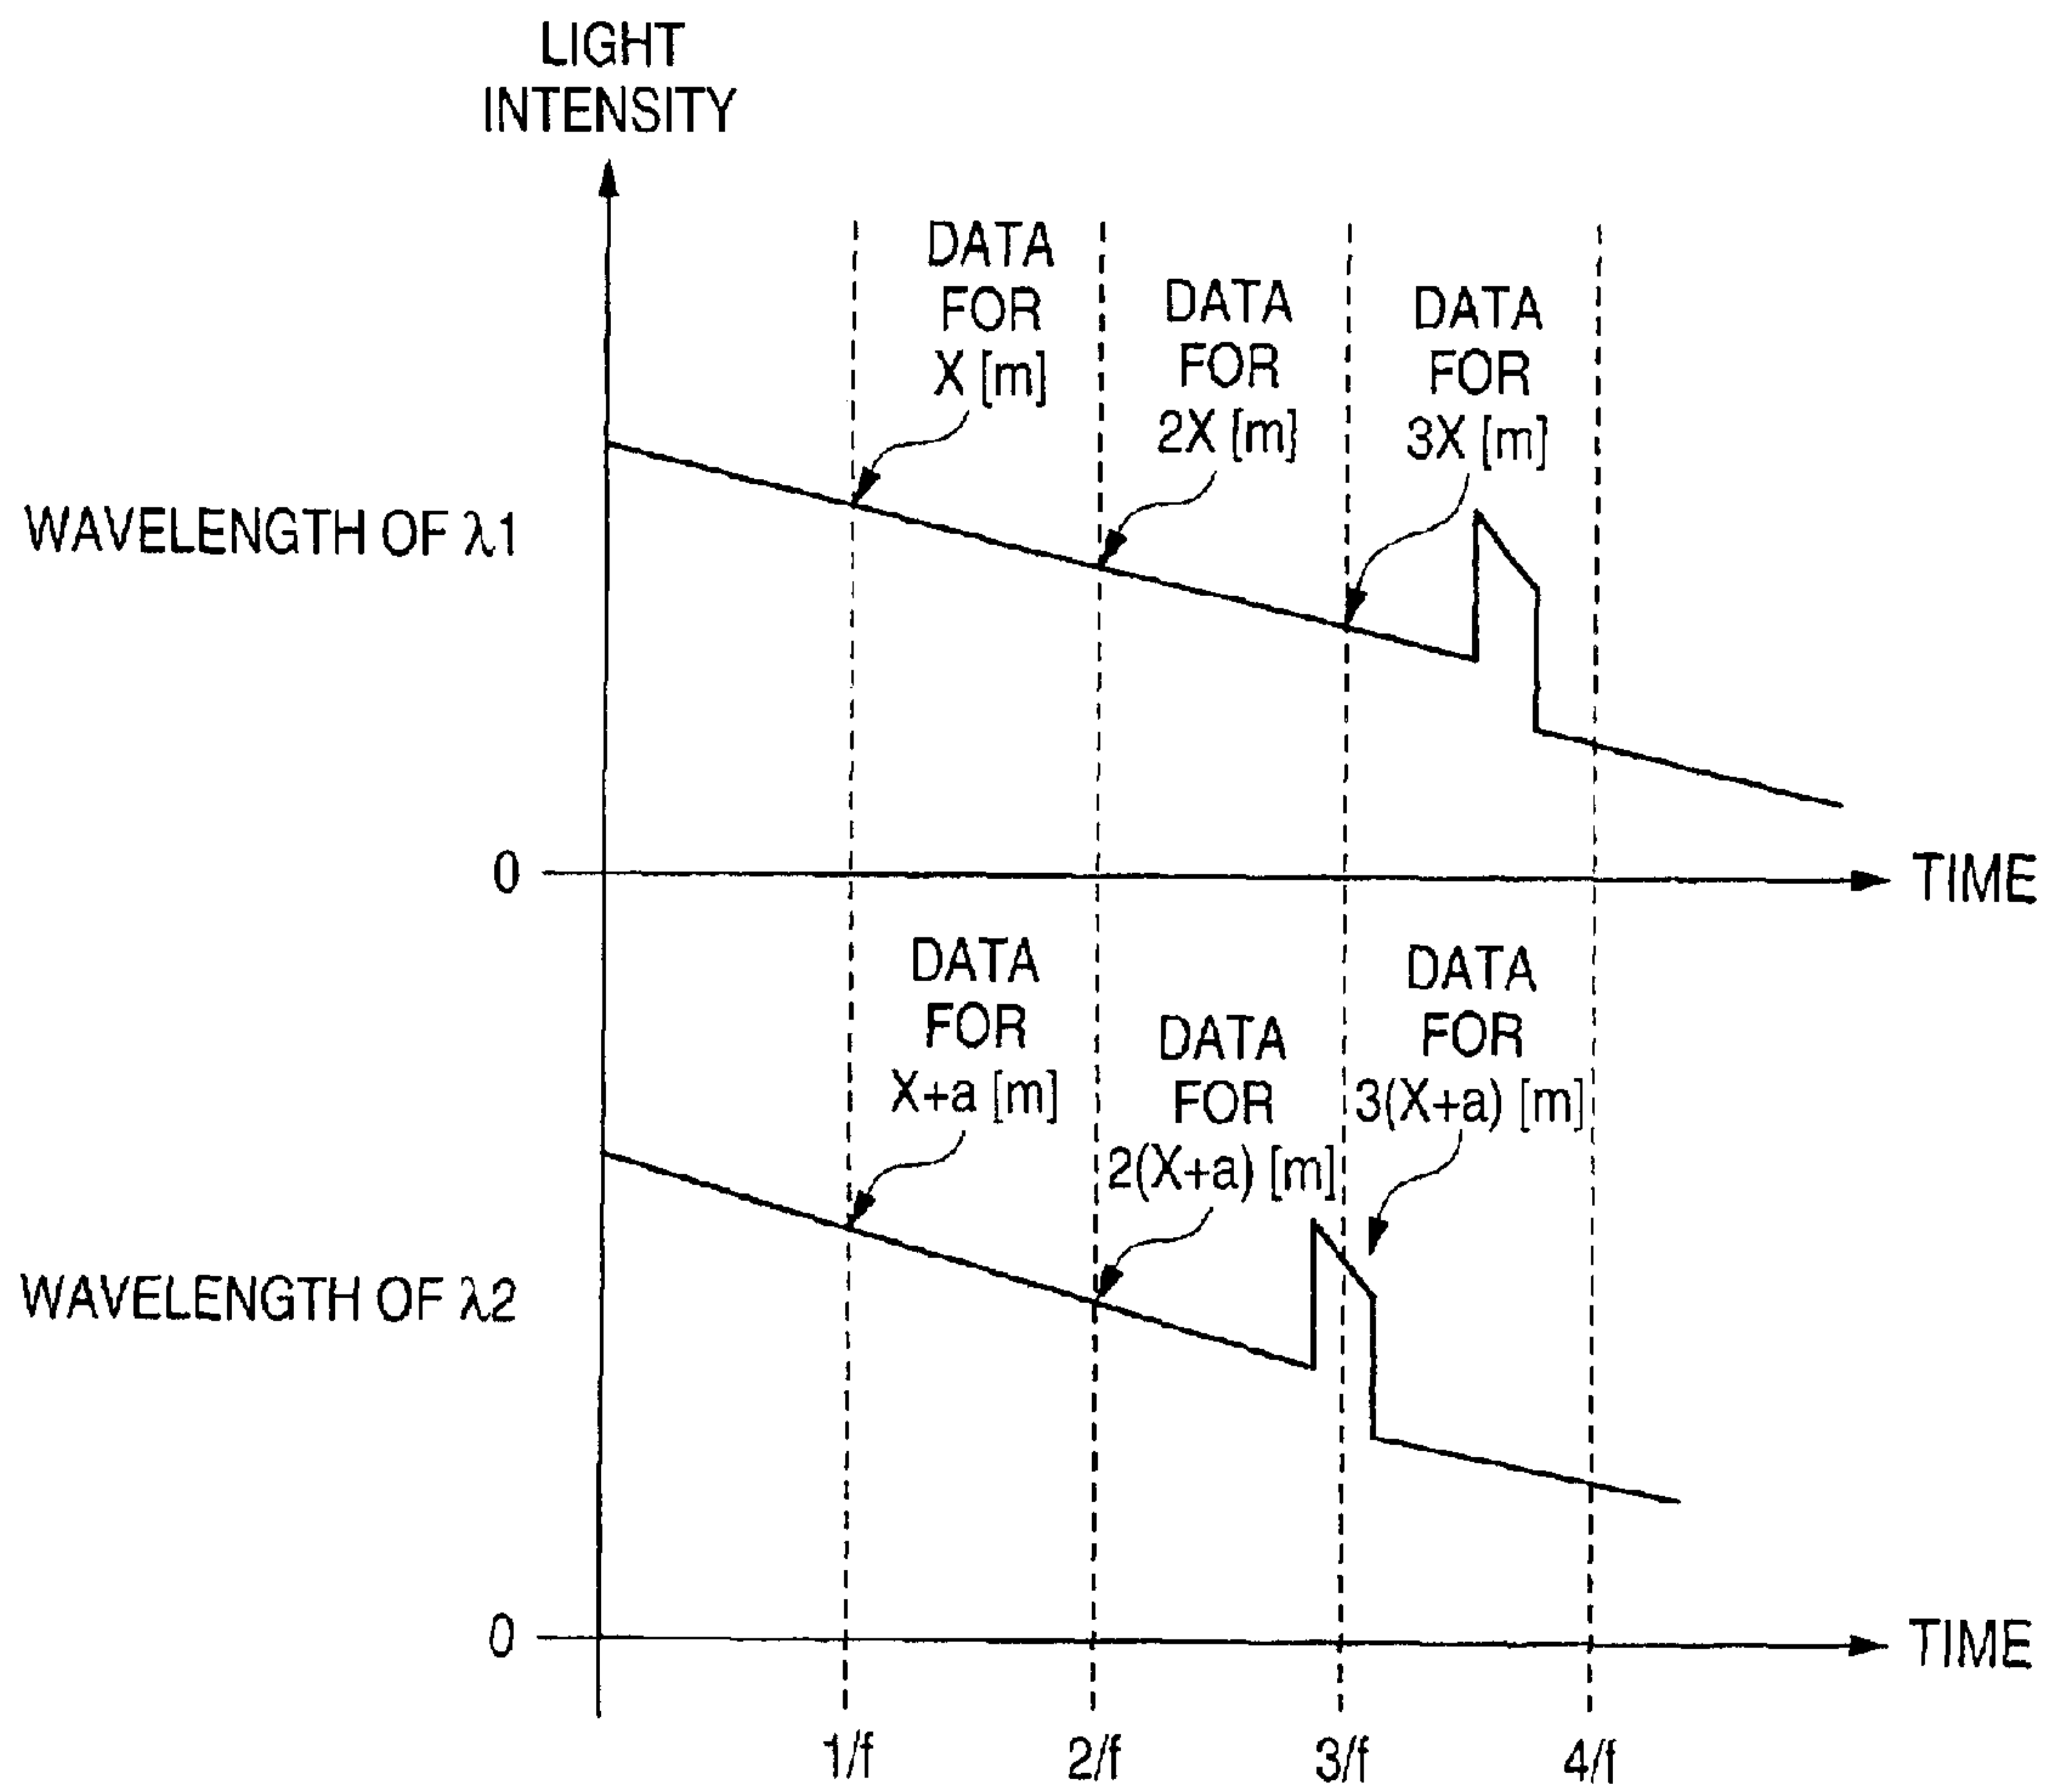 LIGHT
INTENSITY
DATA
FOR
X [m]
DATA
FOR
2X [m]
DATA
FOR
3X [m]
WAVELENGTH OF λ1
0
TIME
DATA
FOR
X+a [m]
DATA
FOR
2(X+a) [m]
DATA
FOR
3(X+a) [m]
WAVELENGTH OF λ2
0
TIME
1/f
2/f
3/f
4/f